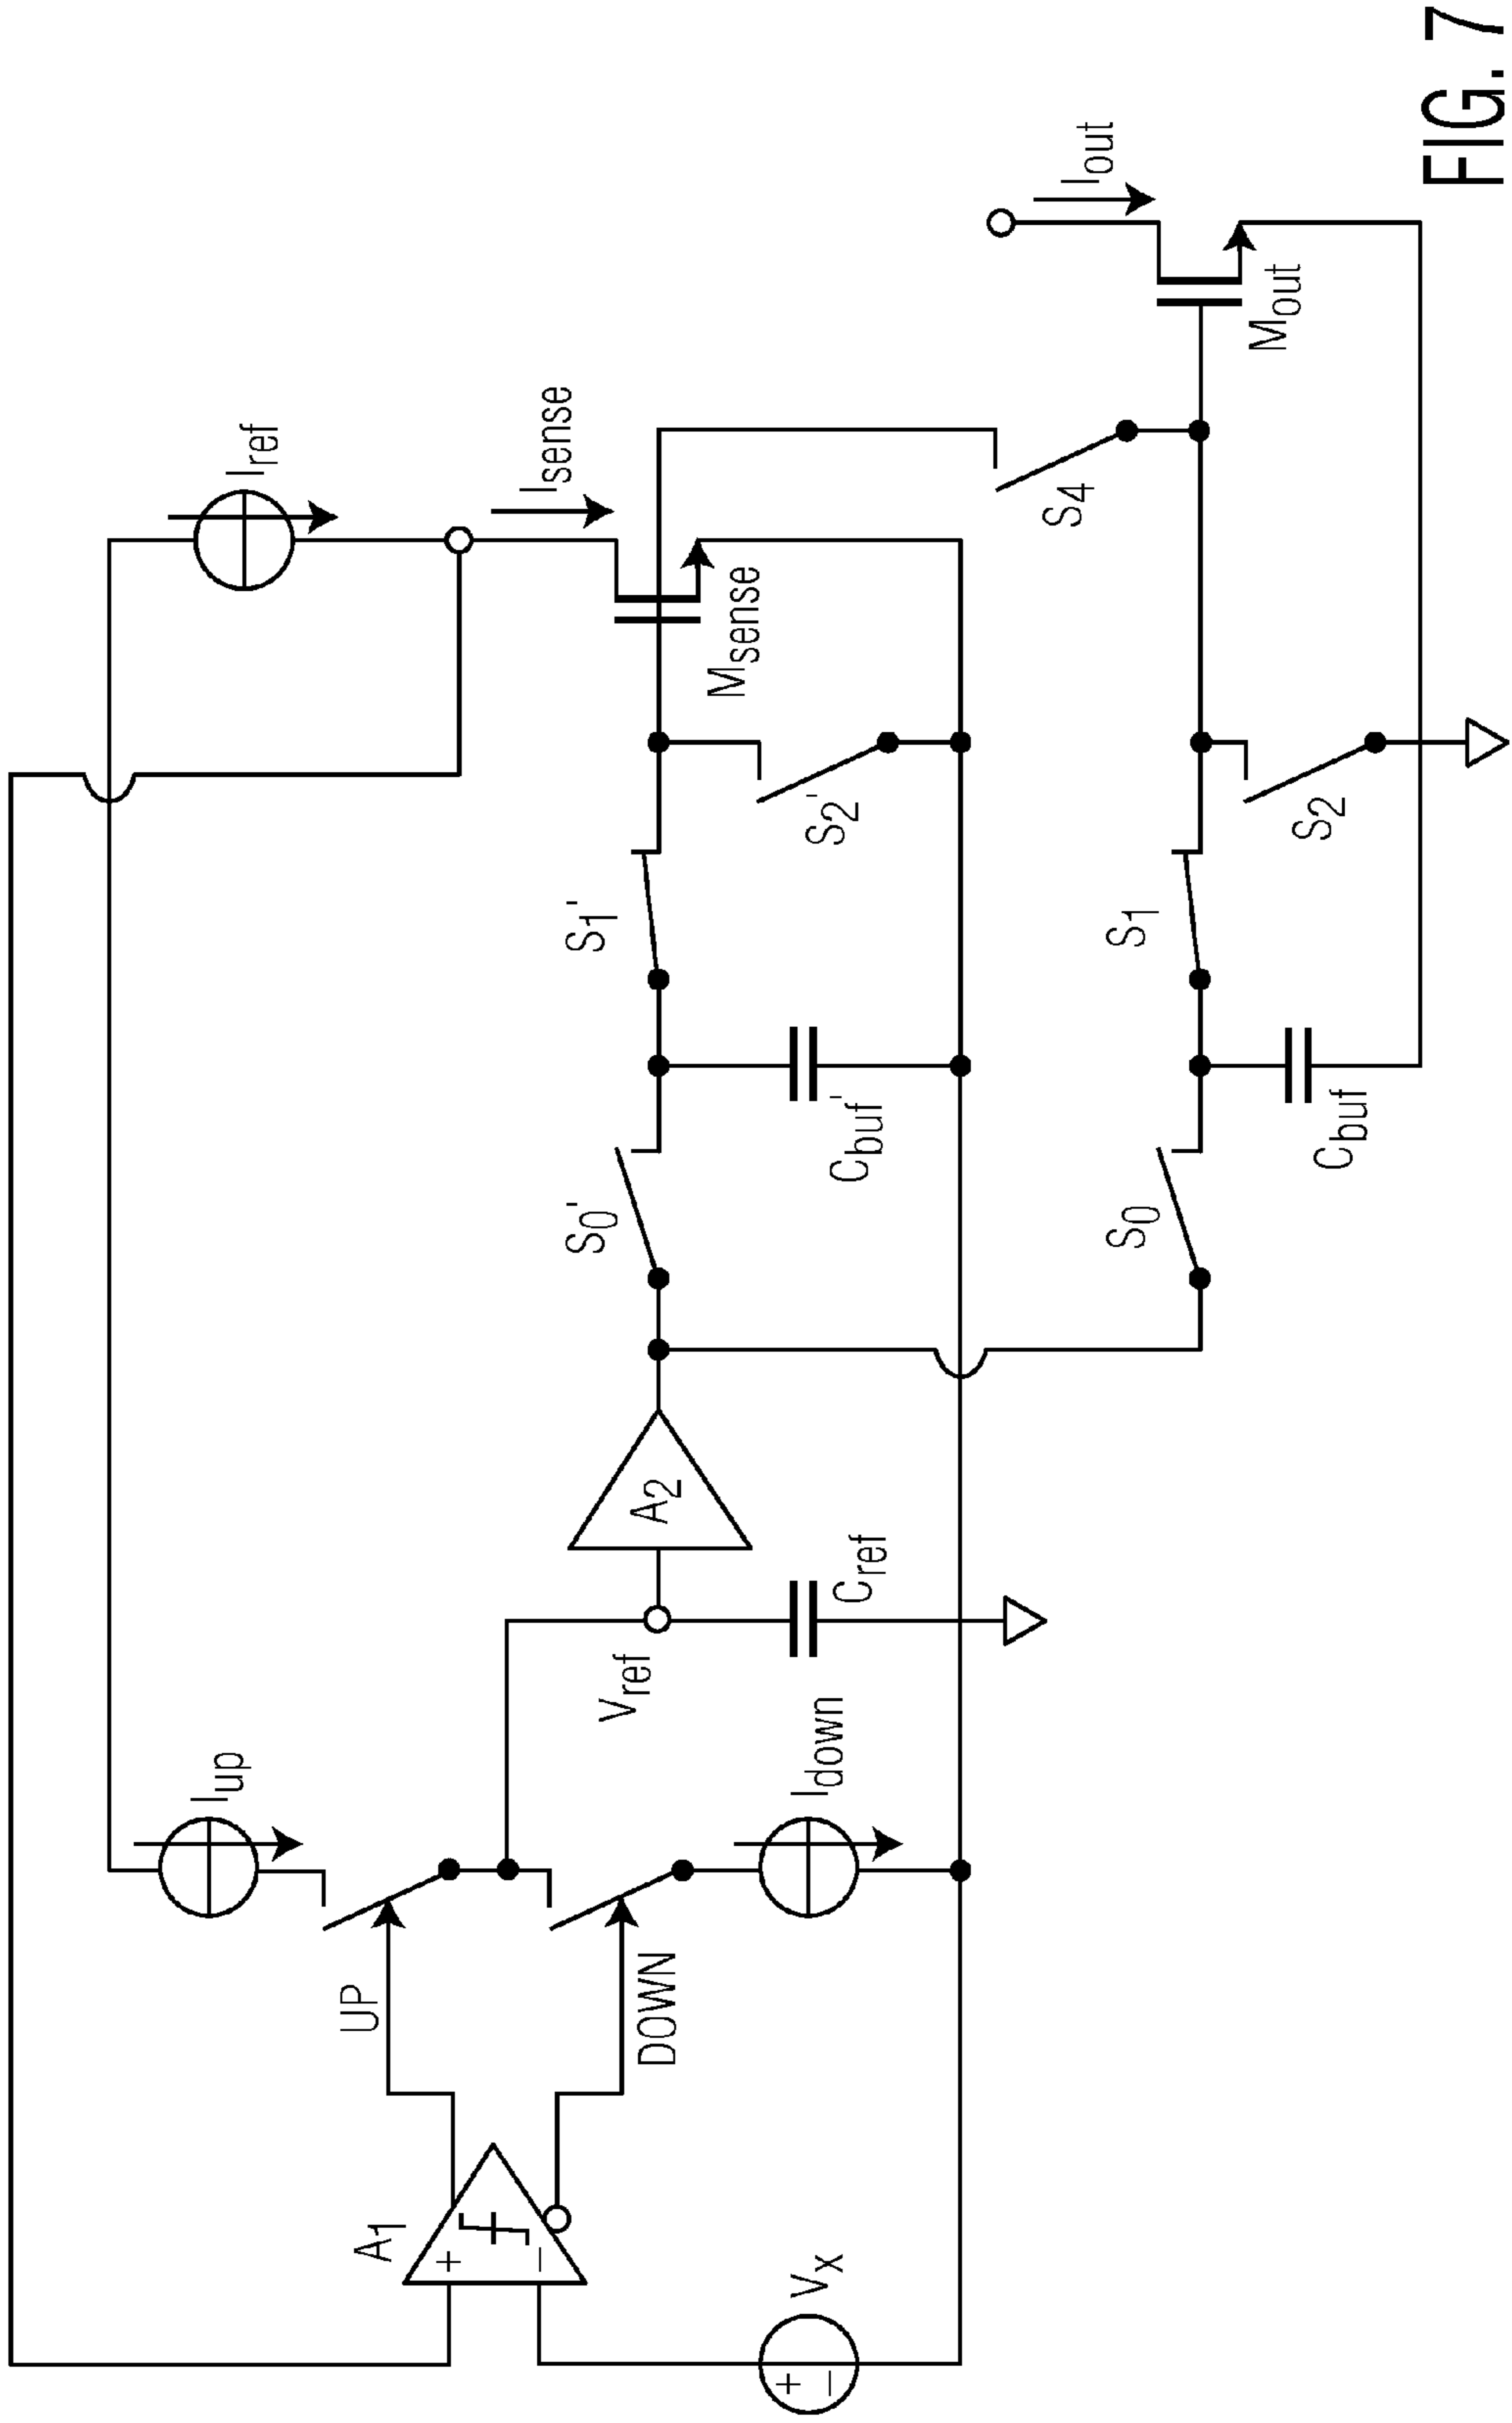 A1
+
−
UP
DOWN
Vx
+
−
Iup
Idown
Vref
Cref
A2
S0'
Cbuf'
S1'
S2'
Msense
Isense
Iref
S0
Cbuf
S1
S2
S4
Mout
Iout
FIG. 7